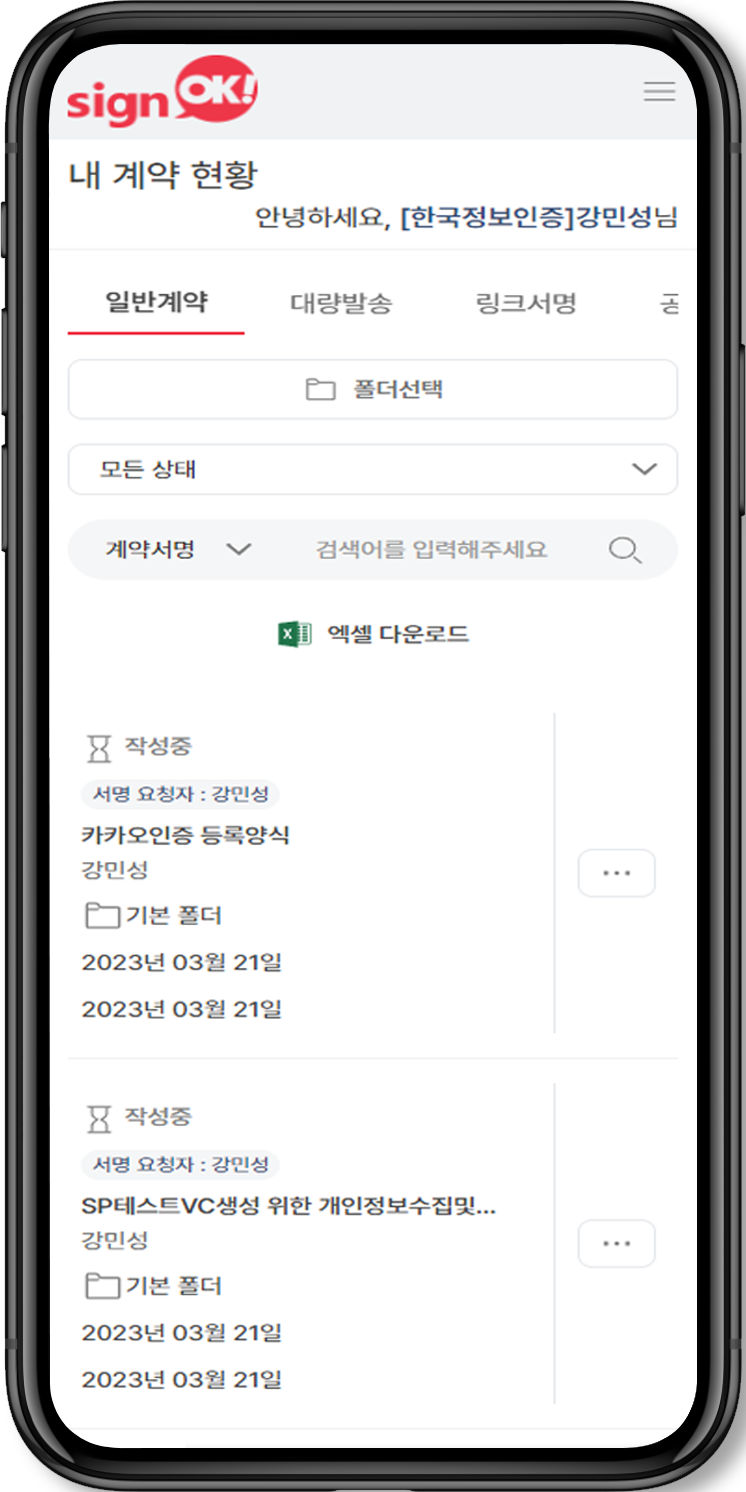 sign OK!
내 계약 현황
안녕하세요, [한국정보인증]강민성님
일반계약 대량발송 링크서명 공
폴더선택
모든 상태
계약서명 검색어를 입력해주세요
엑셀 다운로드
작성중
서명 요청자 : 강민성
카카오인증 등록양식
강민성
기본 폴더
2023년 03월 21일
2023년 03월 21일
작성중
서명 요청자 : 강민성
SP테스트VC생성 위한 개인정보수집및...
강민성
기본 폴더
2023년 03월 21일
2023년 03월 21일